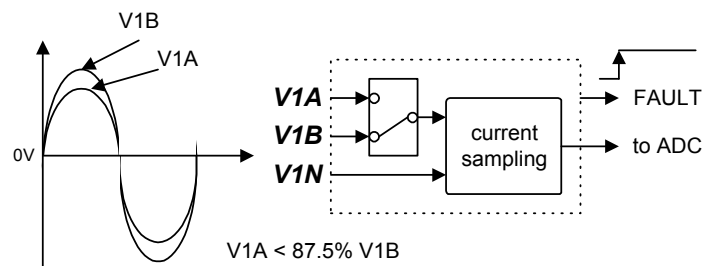 V1B
V1A
0V
V1A
V1B
V1N
current
sampling
FAULT
to ADC
V1A < 87.5% V1B